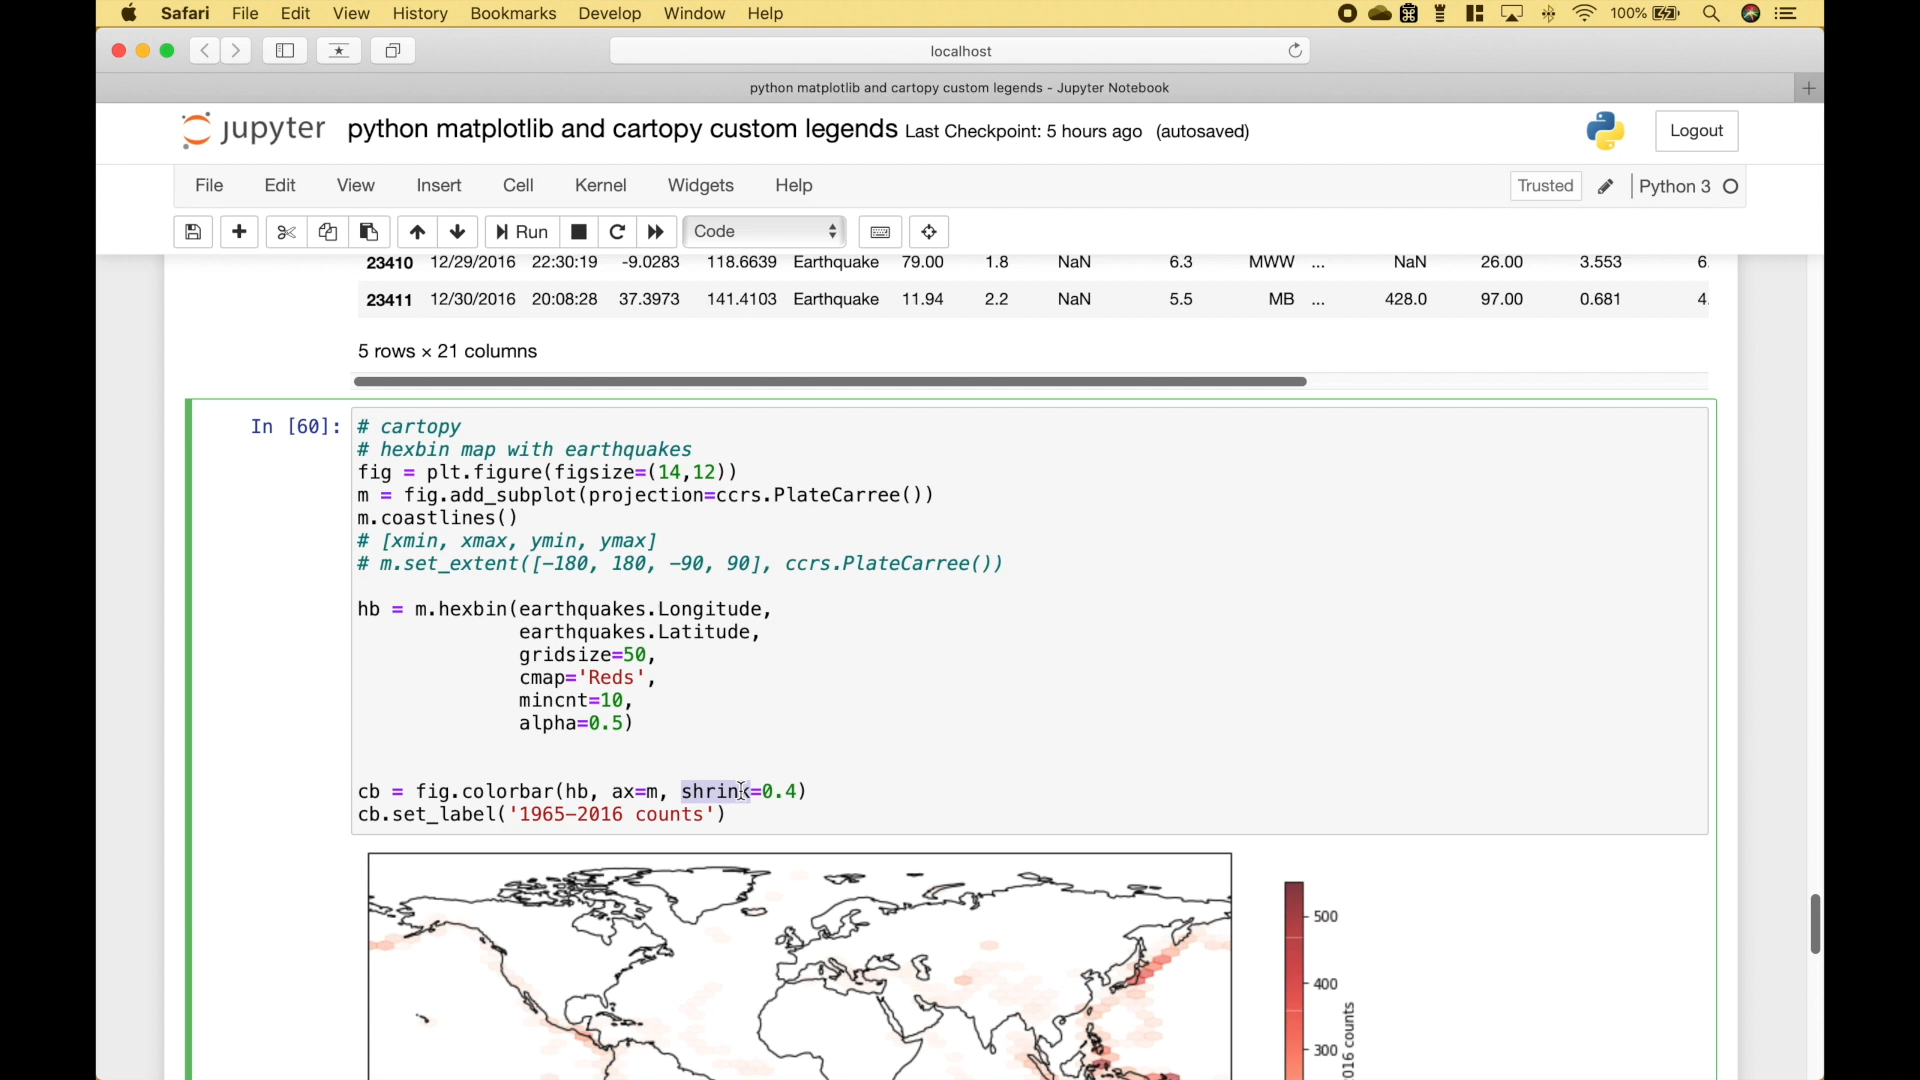 Safari File Edit View History Bookmarks Develop Window Help 100%
localhost
python matplotlib and cartopy custom legends - Jupyter Notebook
jupyter python matplotlib and cartopy custom legends Last Checkpoint: 5 hours ago (autosaved) Logout
File Edit View Insert Cell Kernel Widgets Help Trusted Python 3
Run Code
23410 12/29/2016 22:30:19 -9.0283 118.6639 Earthquake 79.00 1.8 NaN 6.3 MWW ... NaN 26.00 3.553 6.
23411 12/30/2016 20:08:28 37.3973 141.4103 Earthquake 11.94 2.2 NaN 5.5 MB ... 428.0 97.00 0.681 4.
5 rows × 21 columns
In [60]: # cartopy
# hexbin map with earthquakes
fig = plt.figure(figsize=(14,12))
m = fig.add_subplot(projection=ccrs.PlateCarree())
m.coastlines()
# [xmin, xmax, ymin, ymax]
# m.set_extent([-180, 180, -90, 90], ccrs.PlateCarree())
hb = m.hexbin(earthquakes.Longitude,
earthquakes.Latitude,
gridsize=50,
cmap='Reds',
mincnt=10,
alpha=0.5)
cb = fig.colorbar(hb, ax=m, shrink=0.4)
cb.set_label('1965-2016 counts')
500
400
300
016 counts